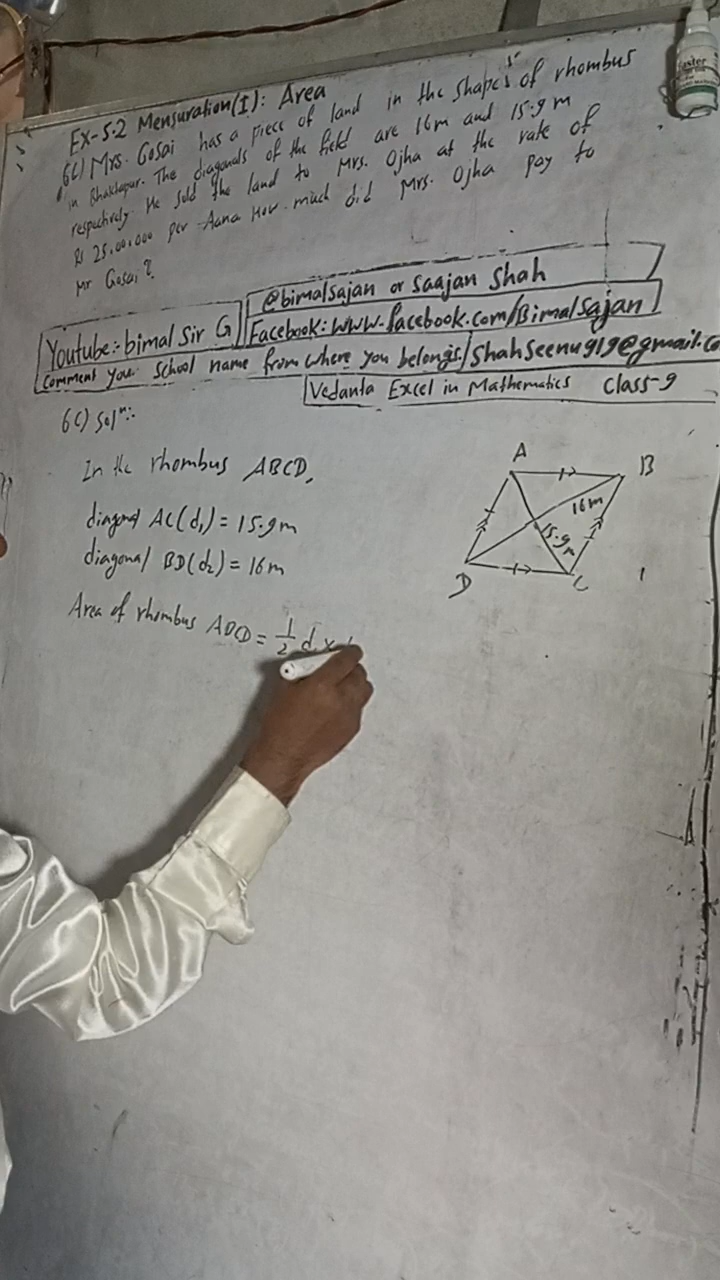 EX-5.2 Mensuration(I): Area
6c) Mrs. Gosai has a piece of land in the shapes of rhombus
in Bhaktapur. The diagonals of the field are 16m and 15.9m
respectively. He sold the land to Mrs. Ojha at the rate of
Rs 25,00,000 per Aana How much did Mrs. Ojha pay to
Mr Gosai?
@bimalsajan or Saajan Shah
Youtube:- bimal Sir G
Facebook: www.facebook.com/Bimalsajan
Comment your school name from where you belongs/
Shahseenu919@gmail.co
Vedanta Excel in Mathematics Class-9
6c) Solⁿ:-
In the rhombus ABCD,
diagonal AC(d₁) = 15.9m
diagonal BD(d₂) = 16m
Area of rhombus ABCD = 1/2 d₁ ×
A
B
16m
15.9m
D
C